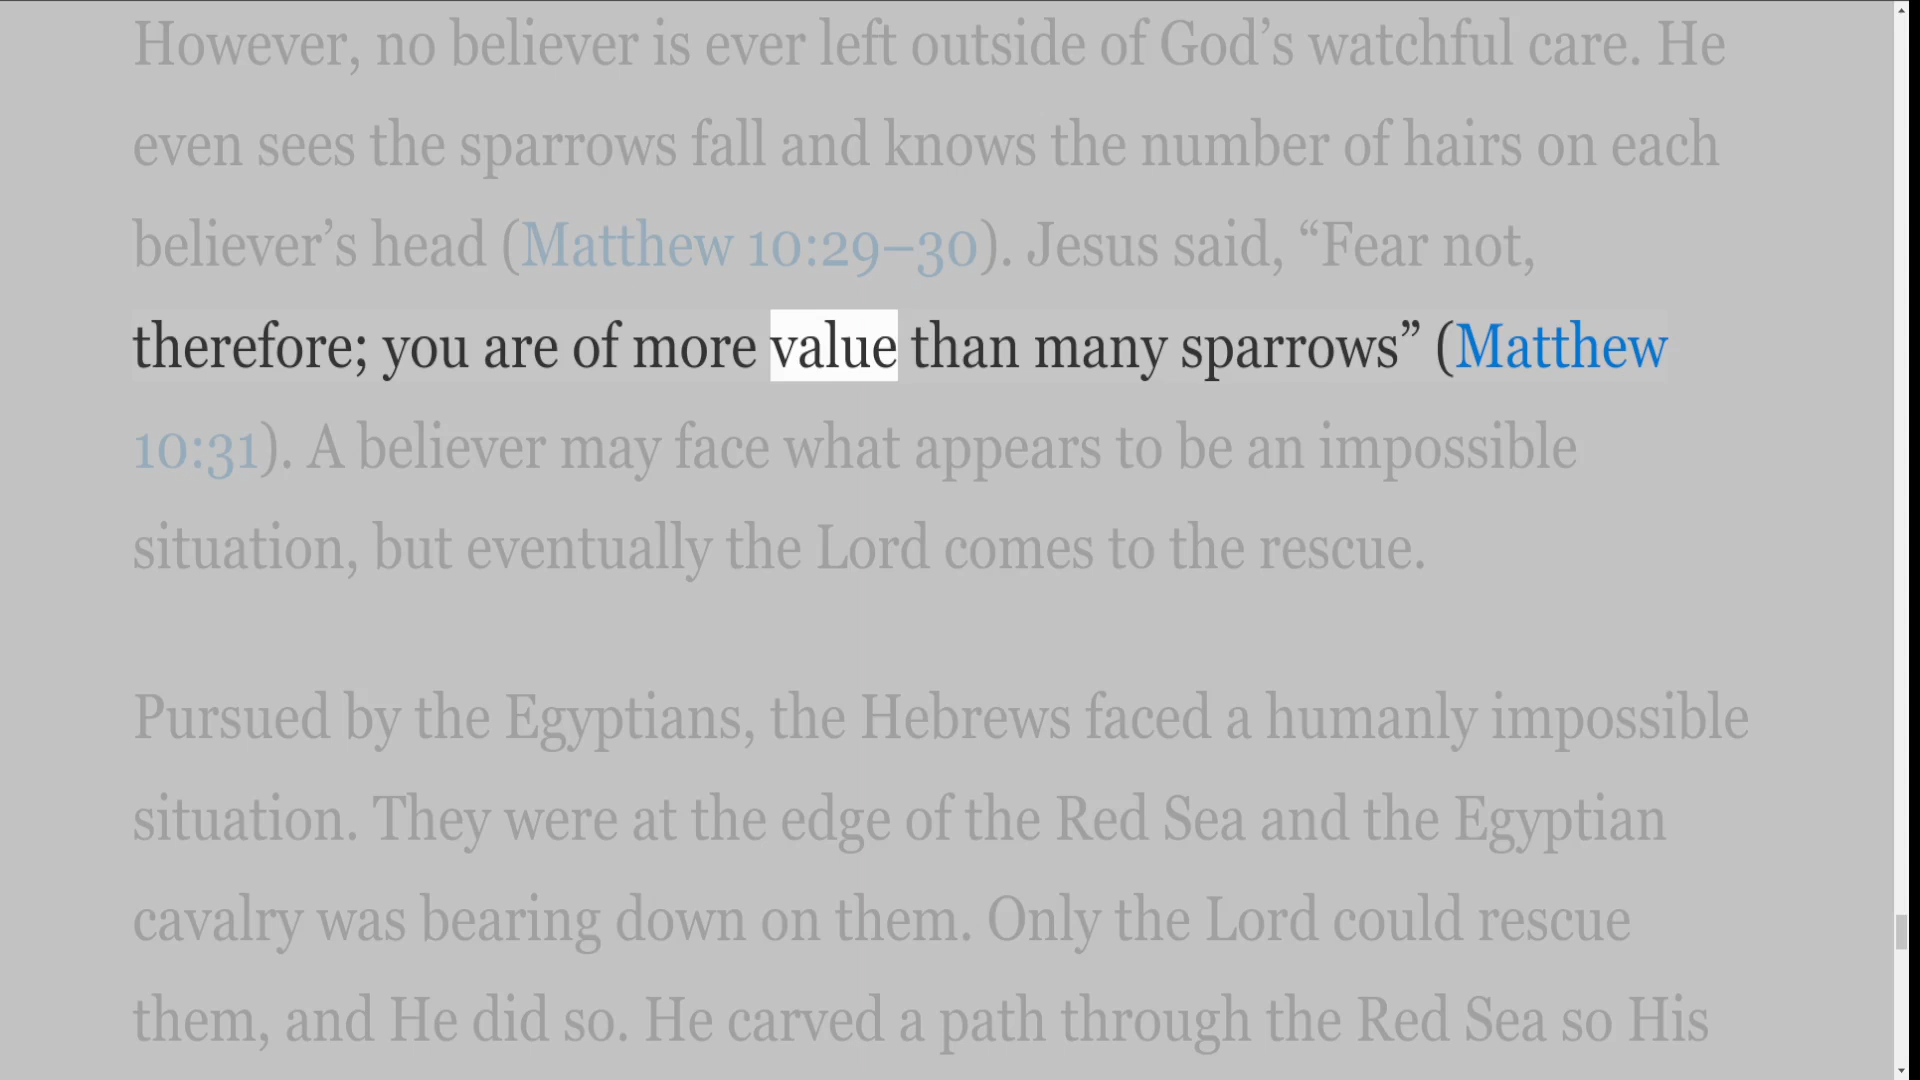 However, no believer is ever left outside of God’s watchful care. He
even sees the sparrows fall and knows the number of hairs on each
believer’s head (Matthew 10:29–30). Jesus said, “Fear not,
therefore; you are of more value than many sparrows” (Matthew
10:31). A believer may face what appears to be an impossible
situation, but eventually the Lord comes to the rescue.
Pursued by the Egyptians, the Hebrews faced a humanly impossible
situation. They were at the edge of the Red Sea and the Egyptian
cavalry was bearing down on them. Only the Lord could rescue
them, and He did so. He carved a path through the Red Sea so His